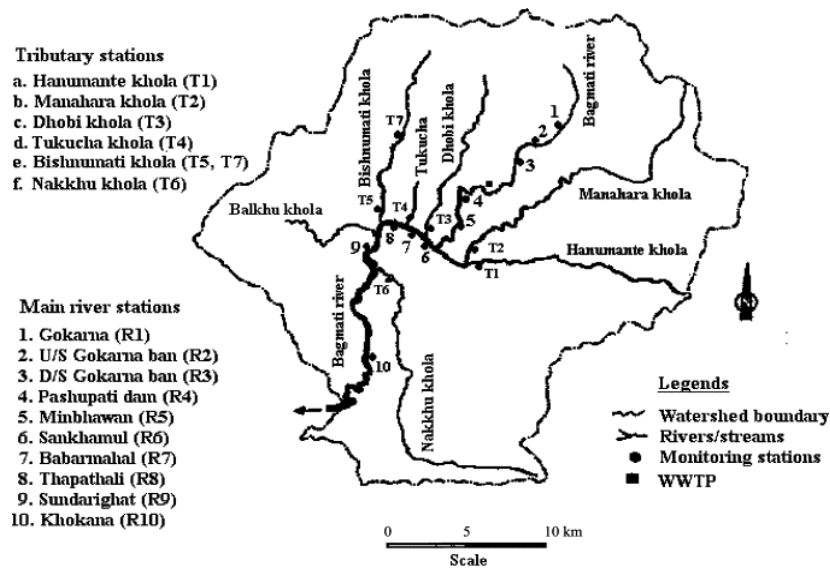 Tributary stations
a. Hanumante khola (T1)
b. Manahara khola (T2)
c. Dhobi khola (T3)
d. Tukucha khola (T4)
e. Bishnumati khola (T5, T7)
f. Nakkhu khola (T6)
Main river stations
1. Gokarna (R1)
2. U/S Gokarna ban (R2)
3. D/S Gokarna ban (R3)
4. Pashupati dam (R4)
5. Minbhawan (R5)
6. Sankhamul (R6)
7. Babarmahal (R7)
8. Thapathali (R8)
9. Sundarighat (R9)
10. Khokana (R10)
Bishnumati khola
T7
Tukucha
Dhobi khola
Bagmati river
1
2
3
4
5
Manahara khola
Balkhu khola
T5
T4
T3
T2
Hanumante khola
8
7
6
9
T1
T6
Bagmati river
10
Nakkhu khola
N
Legends
Watershed boundary
Rivers/streams
Monitoring stations
WWTP
0 5 10 km
Scale